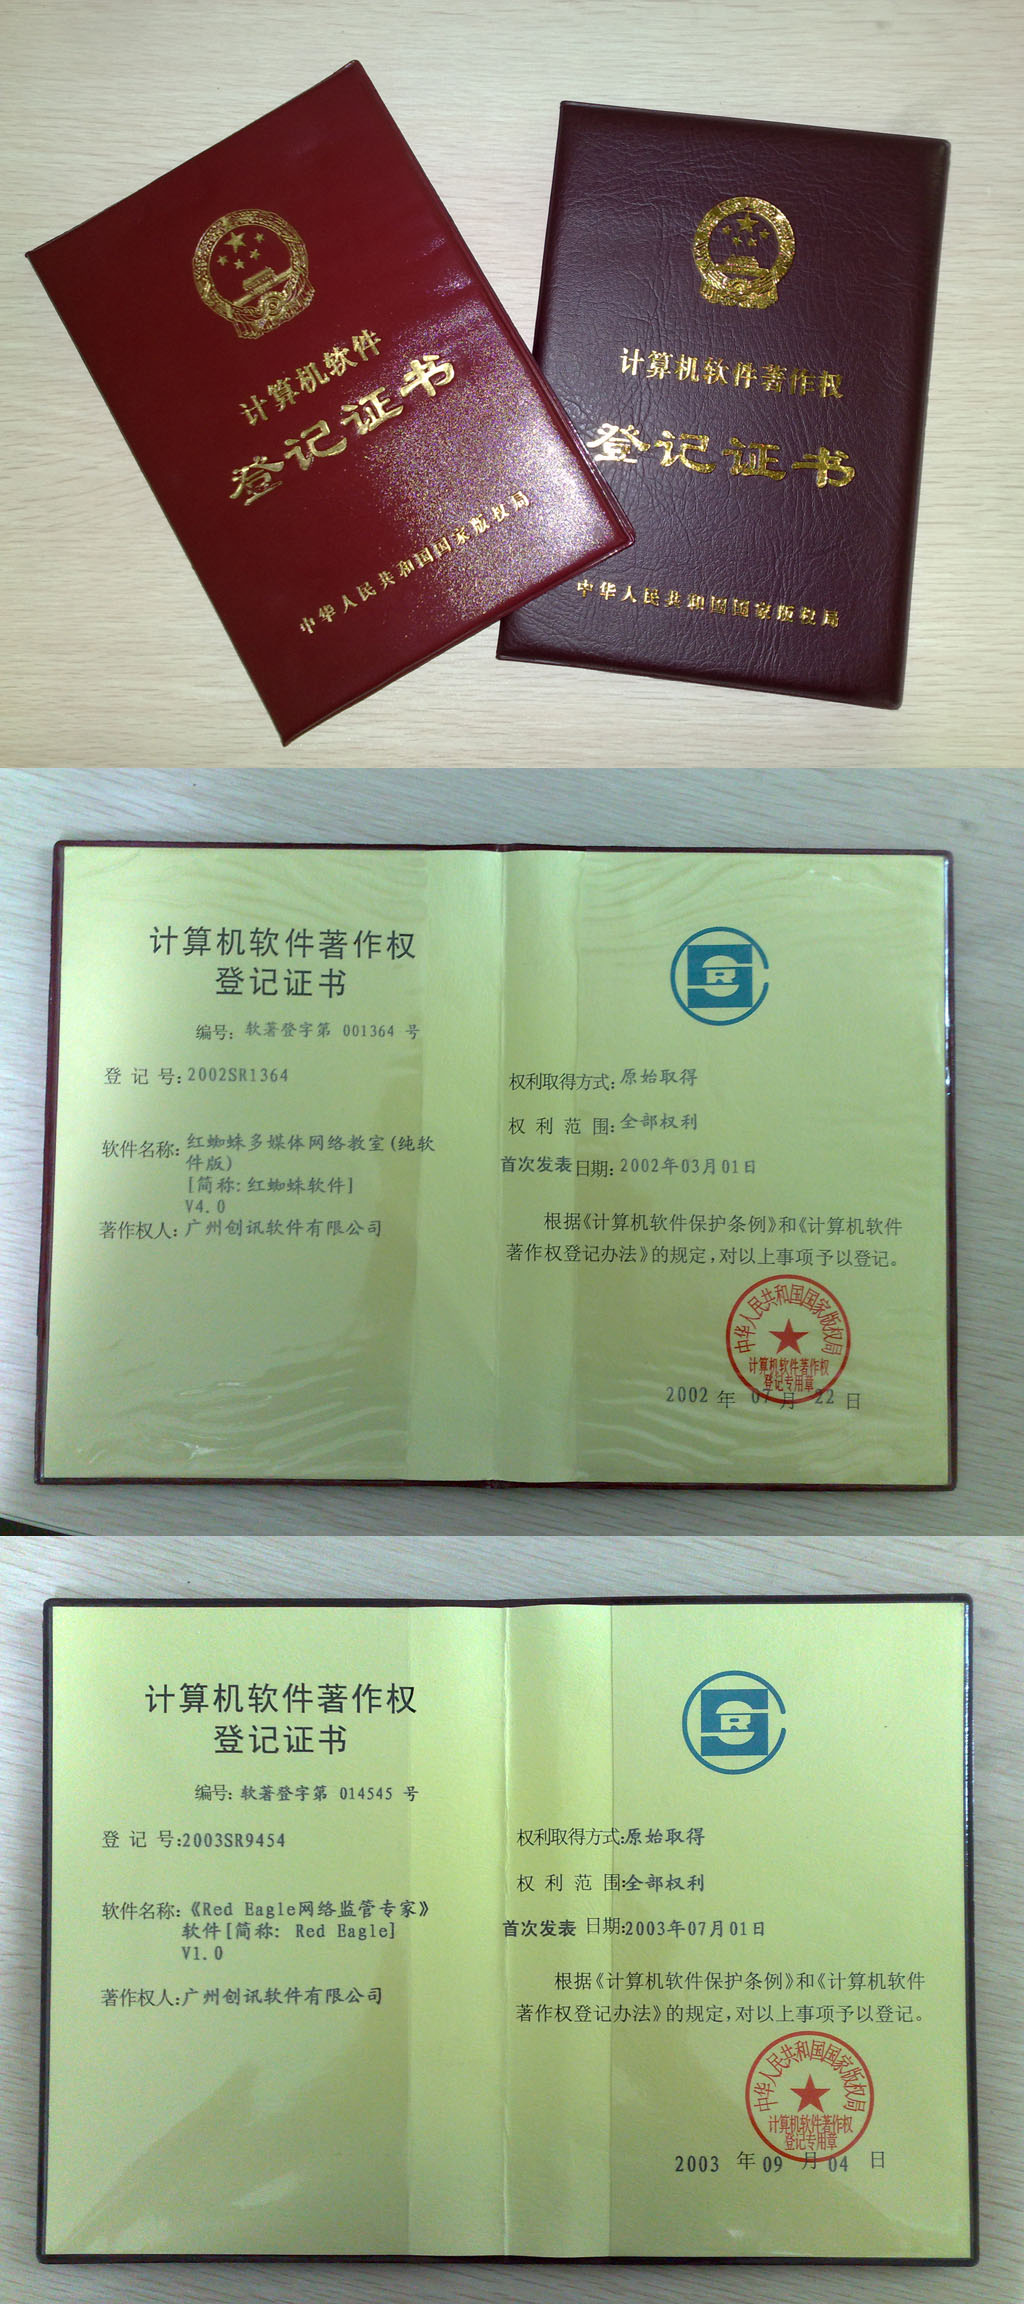 计算机软件
登记证书
中华人民共和国国家版权局
计算机软件著作权
登记证书
中华人民共和国国家版权局
计算机软件著作权
登记证书
编号: 软著登字第 001364 号
登 记 号: 2002SR1364
软件名称: 红蜘蛛多媒体网络教室(纯软
件版)
[简称: 红蜘蛛软件]
V4.0
著作权人: 广州创讯软件有限公司
R
权利取得方式: 原始取得
权 利 范 围: 全部权利
首次发表日期: 2002年03月01日
根据《计算机软件保护条例》和《计算机软件
著作权登记办法》的规定,对以上事项予以登记。
中华人民共和国国家版权局
计算机软件著作权
登记专用章
2002 年 07 月 22 日
计算机软件著作权
登记证书
编号: 软著登字第 014545 号
登 记 号:2003SR9454
软件名称:《Red Eagle网络监管专家》
软件[简称: Red Eagle]
V1.0
著作权人:广州创讯软件有限公司
R
权利取得方式:原始取得
权 利 范 围:全部权利
首次发表 日期:2003年07月01日
根据《计算机软件保护条例》和《计算机软件
著作权登记办法》的规定,对以上事项予以登记。
中华人民共和国国家版权局
计算机软件著作权
登记专用章
2003 年 09 月 04 日